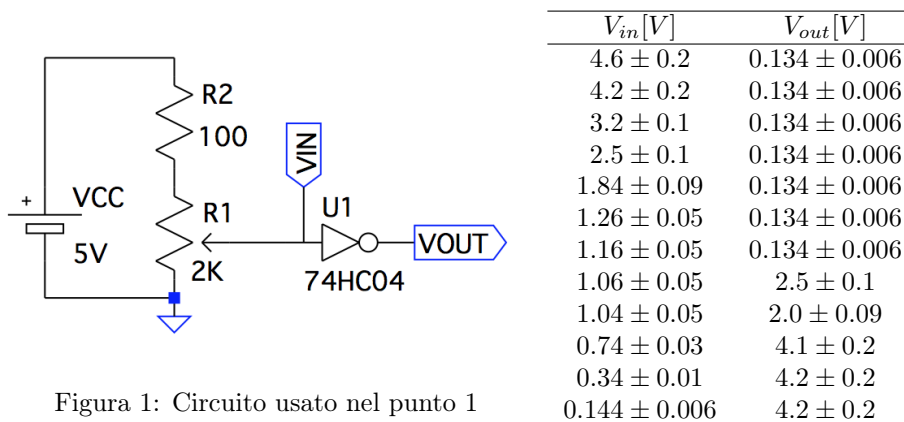 R2
100
VIN
+
VCC
5V
R1
2K
U1
74HC04
VOUT
Figura 1: Circuito usato nel punto 1
V_in[V] V_out[V]
4.6 ± 0.2 0.134 ± 0.006
4.2 ± 0.2 0.134 ± 0.006
3.2 ± 0.1 0.134 ± 0.006
2.5 ± 0.1 0.134 ± 0.006
1.84 ± 0.09 0.134 ± 0.006
1.26 ± 0.05 0.134 ± 0.006
1.16 ± 0.05 0.134 ± 0.006
1.06 ± 0.05 2.5 ± 0.1
1.04 ± 0.05 2.0 ± 0.09
0.74 ± 0.03 4.1 ± 0.2
0.34 ± 0.01 4.2 ± 0.2
0.144 ± 0.006 4.2 ± 0.2